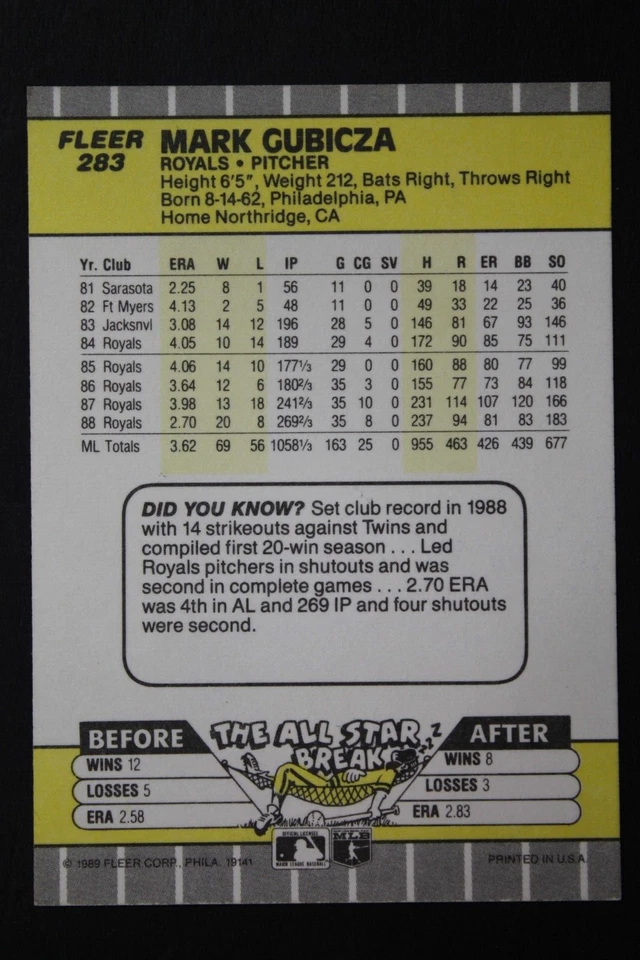 FLEER
283
MARK GUBICZA
ROYALS • PITCHER
Height 6'5", Weight 212, Bats Right, Throws Right
Born 8-14-62, Philadelphia, PA
Home Northridge, CA
Yr. Club ERA W L IP G CG SV H R ER BB SO
81 Sarasota 2.25 8 1 56 11 0 0 39 18 14 23 40
82 Ft Myers 4.13 2 5 48 11 0 0 49 33 22 25 36
83 Jacksnvl 3.08 14 12 196 28 5 0 146 81 67 93 146
84 Royals 4.05 10 14 189 29 4 0 172 90 85 75 111
85 Royals 4.06 14 10 177⅓ 29 0 0 160 88 80 77 99
86 Royals 3.64 12 6 180⅔ 35 3 0 155 77 73 84 118
87 Royals 3.98 13 18 241⅔ 35 10 0 231 114 107 120 166
88 Royals 2.70 20 8 269⅔ 35 8 0 237 94 81 83 183
ML Totals 3.62 69 56 1058⅓ 163 25 0 955 463 426 439 677
DID YOU KNOW? Set club record in 1988
with 14 strikeouts against Twins and
compiled first 20-win season . . . Led
Royals pitchers in shutouts and was
second in complete games . . . 2.70 ERA
was 4th in AL and 269 IP and four shutouts
were second.
THE ALL STAR
BREAK
ZZZ
BEFORE
WINS 12
LOSSES 5
ERA 2.58
AFTER
WINS 8
LOSSES 3
ERA 2.83
OFFICIAL LICENSEE
MAJOR LEAGUE BASEBALL
MLB
© 1989 FLEER CORP., PHILA. 19141
PRINTED IN U.S.A.